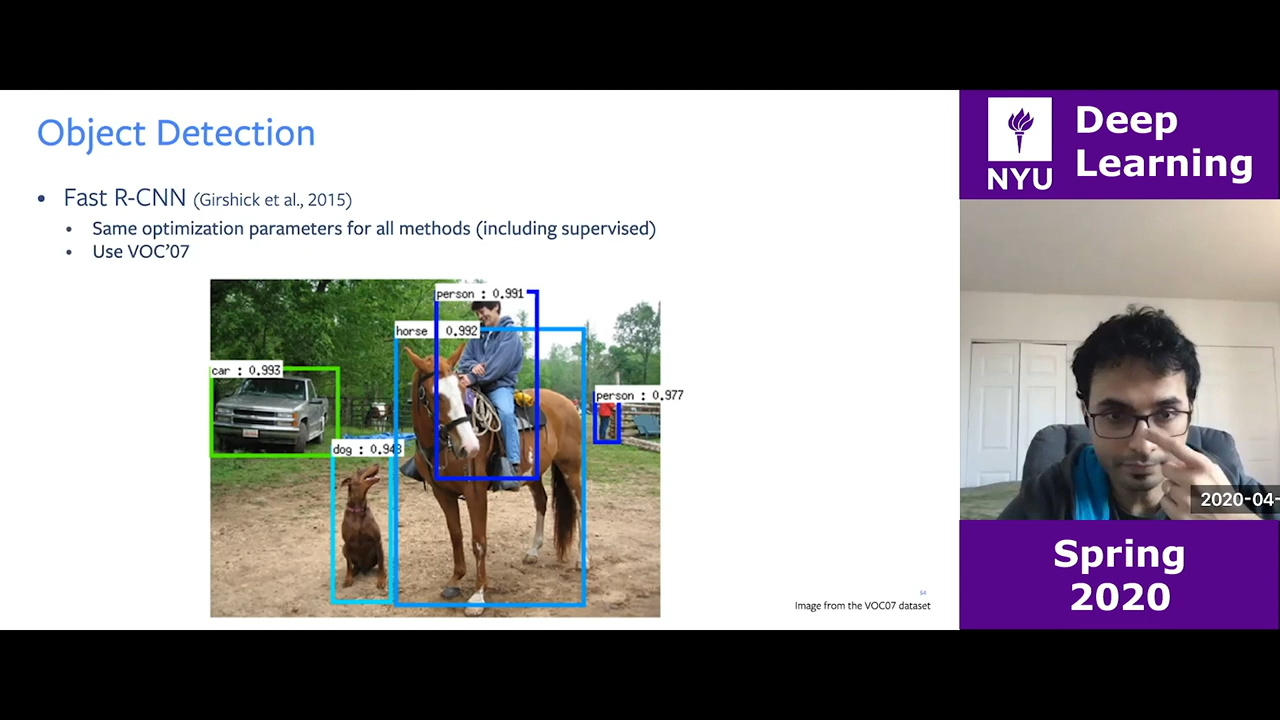 Object Detection
• Fast R-CNN (Girshick et al., 2015)
• Same optimization parameters for all methods (including supervised)
• Use VOC’07
person : 0.991
horse 0.992
car : 0.993
person : 0.977
dog : 0.943
54
Image from the VOC07 dataset
NYU
Deep
Learning
2020-04-
Spring
2020